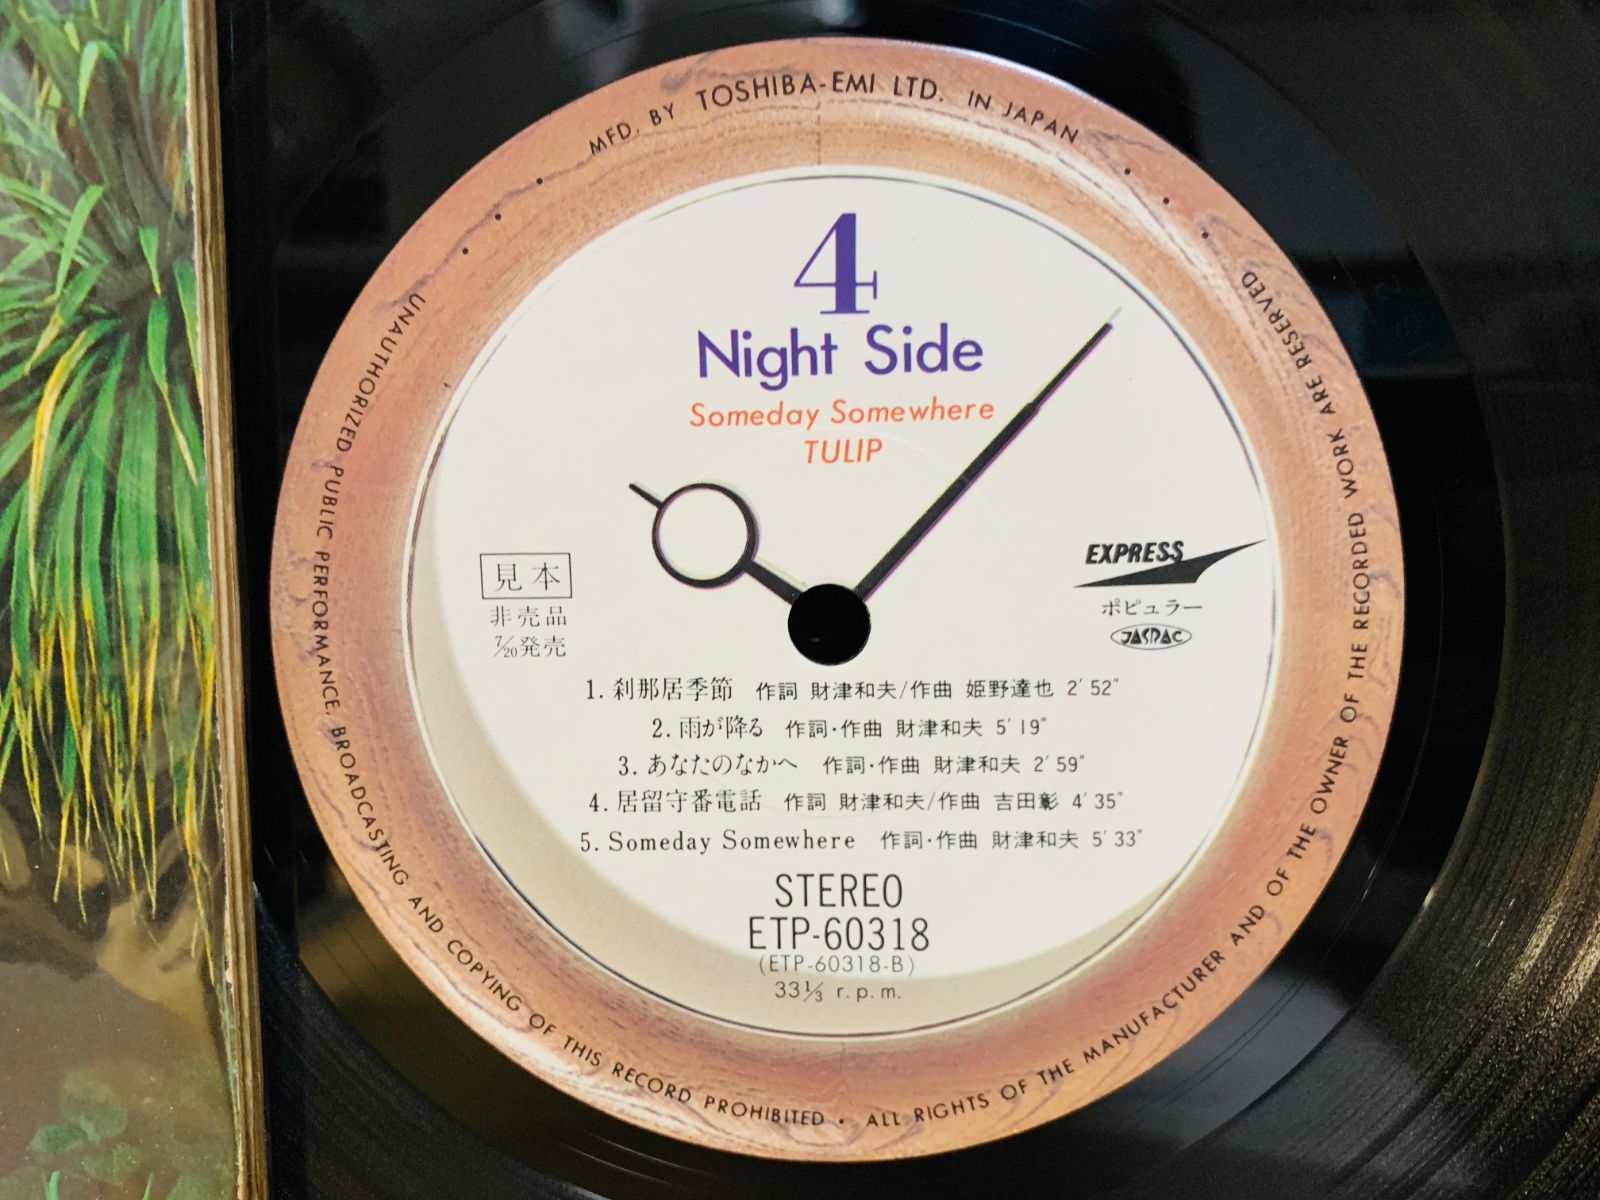 MFD. BY TOSHIBA-EMI LTD. IN JAPAN
4
Night Side
Someday Somewhere
TULIP
EXPRESS
ポピュラー
JASRAC
見本
非売品
7/20発売
1. 刹那居季節 作詞 財津和夫/作曲 姫野達也 2′52″
2. 雨が降る 作詞・作曲 財津和夫 5′19″
3. あなたのなかへ 作詞・作曲 財津和夫 2′59″
4. 居留守番電話 作詞 財津和夫/作曲 吉田彰 4′35″
5. Someday Somewhere 作詞・作曲 財津和夫 5′33″
STEREO
ETP-60318
(ETP-60318-B)
33 1/3 r.p.m.
UNAUTHORIZED PUBLIC PERFORMANCE, BROADCASTING AND COPYING OF THIS RECORD PROHIBITED • ALL RIGHTS OF THE MANUFACTURER AND OF THE OWNER OF THE RECORDED WORK ARE RESERVED